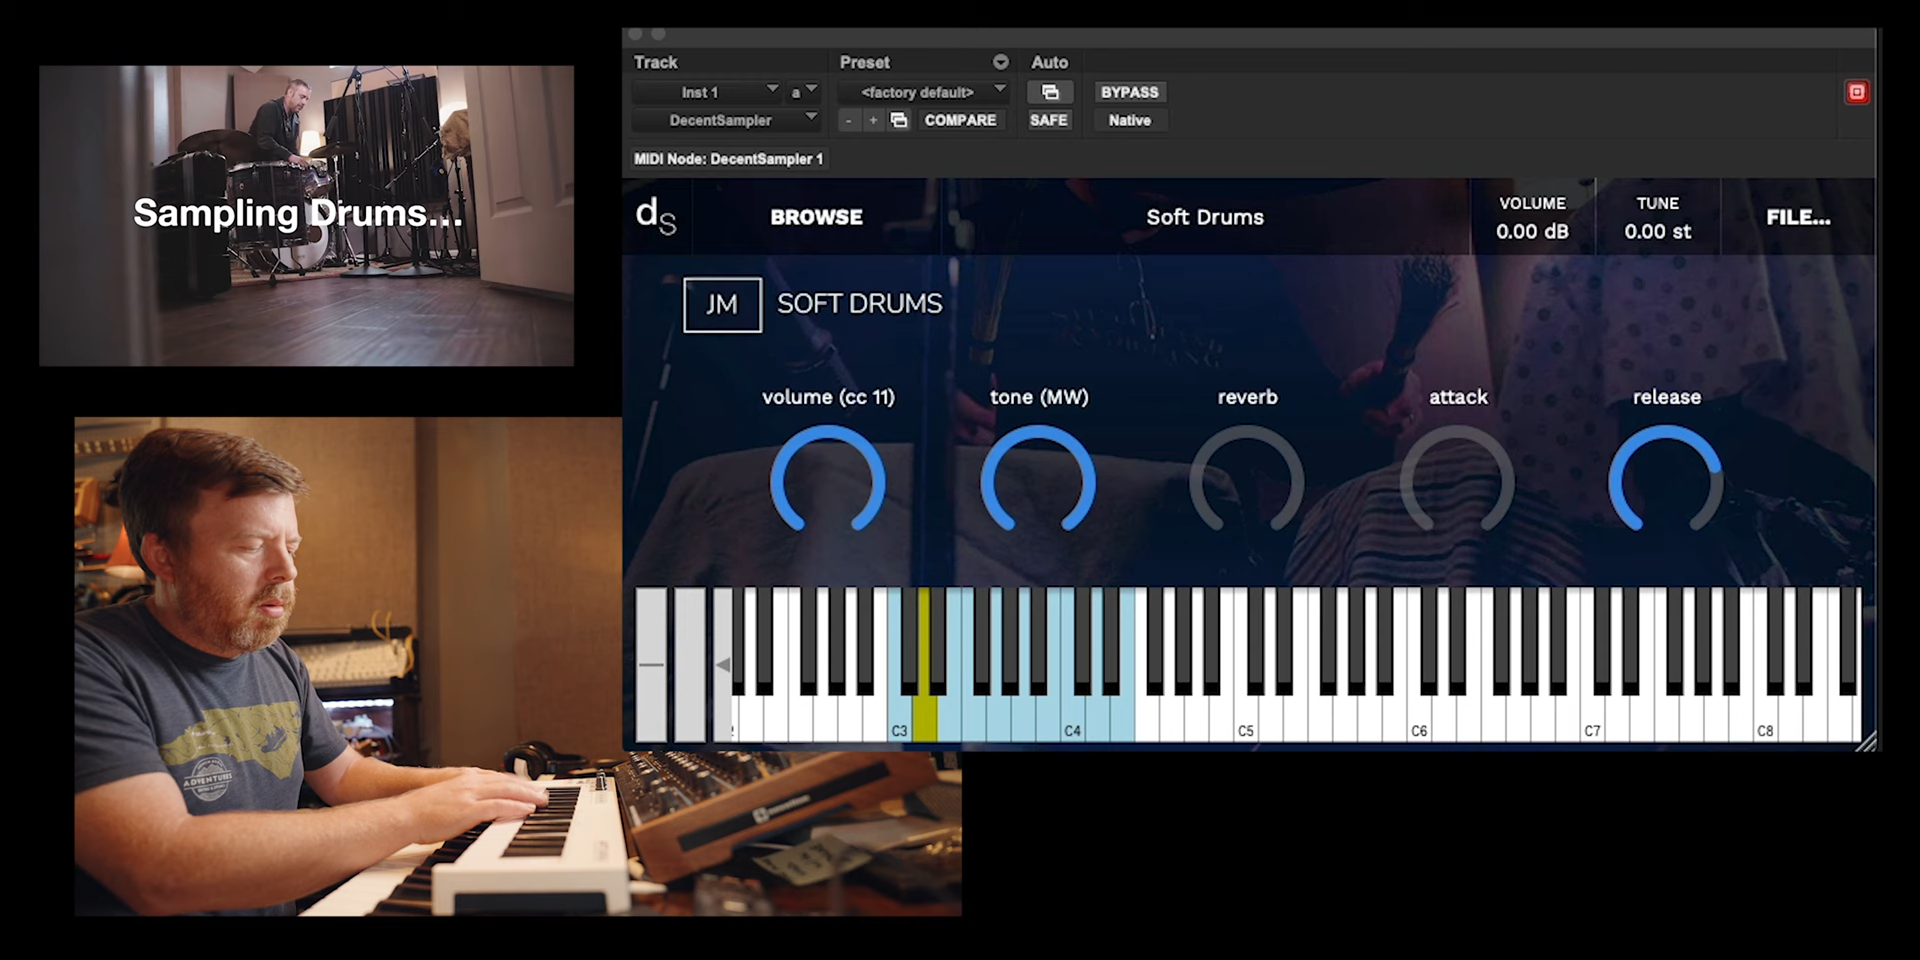 Sampling Drums...
Track
Preset
Auto
Inst 1
a
<factory default>
BYPASS
DecentSampler
-
+
COMPARE
SAFE
Native
MIDI Node: DecentSampler 1
ds
BROWSE
Soft Drums
VOLUME
0.00 dB
TUNE
0.00 st
FILE...
JM
SOFT DRUMS
volume (cc 11)
tone (MW)
reverb
attack
release
C3
C4
C5
C6
C7
C8
ADVENTURES